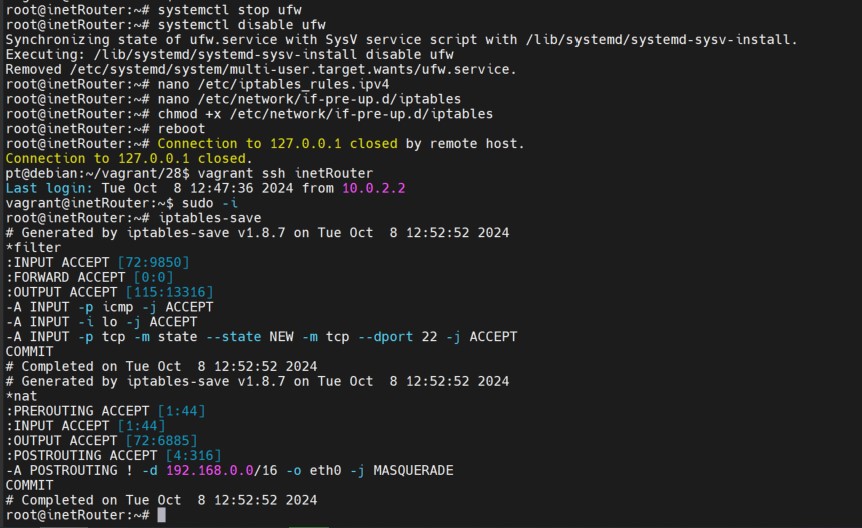 root@inetRouter:~# systemctl stop ufw
root@inetRouter:~# systemctl disable ufw
Synchronizing state of ufw.service with SysV service script with /lib/systemd/systemd-sysv-install.
Executing: /lib/systemd/systemd-sysv-install disable ufw
Removed /etc/systemd/system/multi-user.target.wants/ufw.service.
root@inetRouter:~# nano /etc/iptables_rules.ipv4
root@inetRouter:~# nano /etc/network/if-pre-up.d/iptables
root@inetRouter:~# chmod +x /etc/network/if-pre-up.d/iptables
root@inetRouter:~# reboot
root@inetRouter:~# Connection to 127.0.0.1 closed by remote host.
Connection to 127.0.0.1 closed.
pt@debian:~/vagrant/28$ vagrant ssh inetRouter
Last login: Tue Oct  8 12:47:36 2024 from 10.0.2.2
vagrant@inetRouter:~$ sudo -i
root@inetRouter:~# iptables-save
# Generated by iptables-save v1.8.7 on Tue Oct  8 12:52:52 2024
*filter
:INPUT ACCEPT [72:9850]
:FORWARD ACCEPT [0:0]
:OUTPUT ACCEPT [115:13316]
-A INPUT -p icmp -j ACCEPT
-A INPUT -i lo -j ACCEPT
-A INPUT -p tcp -m state --state NEW -m tcp --dport 22 -j ACCEPT
COMMIT
# Completed on Tue Oct  8 12:52:52 2024
# Generated by iptables-save v1.8.7 on Tue Oct  8 12:52:52 2024
*nat
:PREROUTING ACCEPT [1:44]
:INPUT ACCEPT [1:44]
:OUTPUT ACCEPT [72:6885]
:POSTROUTING ACCEPT [4:316]
-A POSTROUTING ! -d 192.168.0.0/16 -o eth0 -j MASQUERADE
COMMIT
# Completed on Tue Oct  8 12:52:52 2024
root@inetRouter:~#